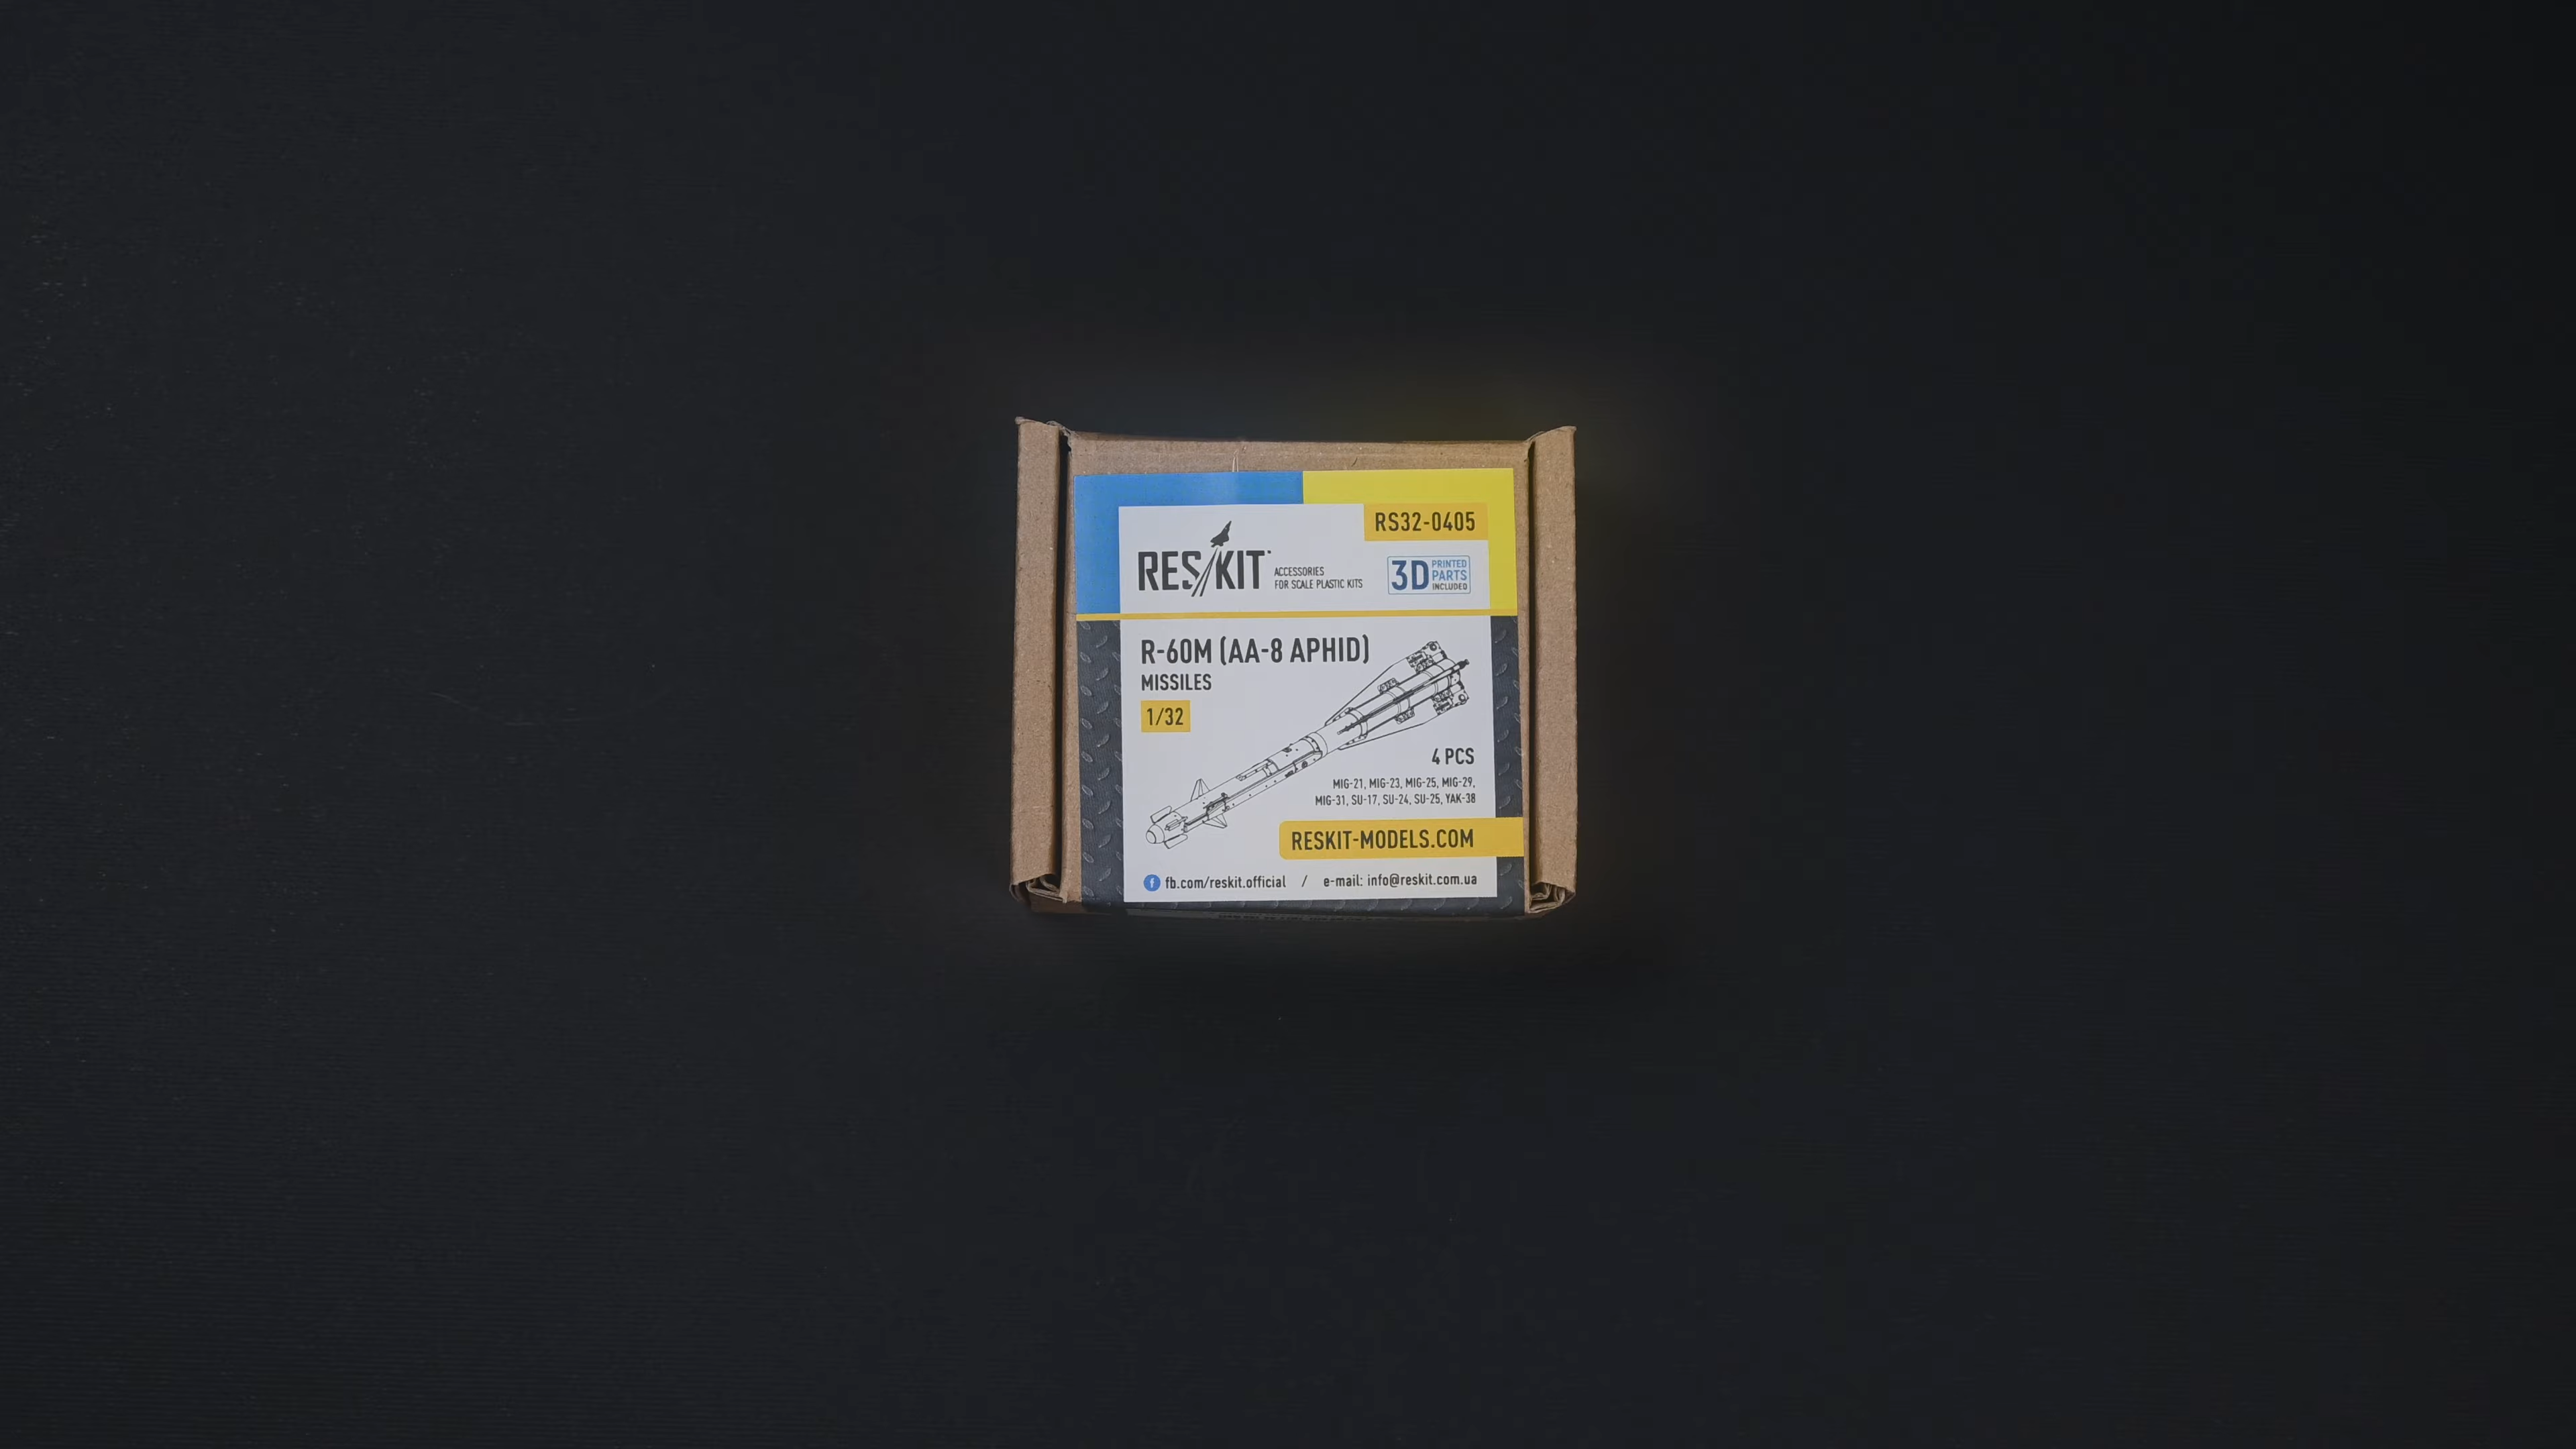 RS32-0405
RESKIT
ACCESSORIES
FOR SCALE PLASTIC KITS
3D PRINTED
PARTS
INCLUDED
R-60M (AA-8 APHID)
MISSILES
1/32
4 PCS
MIG-21, MIG-23, MIG-25, MIG-29,
MIG-31, SU-17, SU-24, SU-25, YAK-38
RESKIT-MODELS.COM
f fb.com/reskit.official / e-mail: info@reskit.com.ua